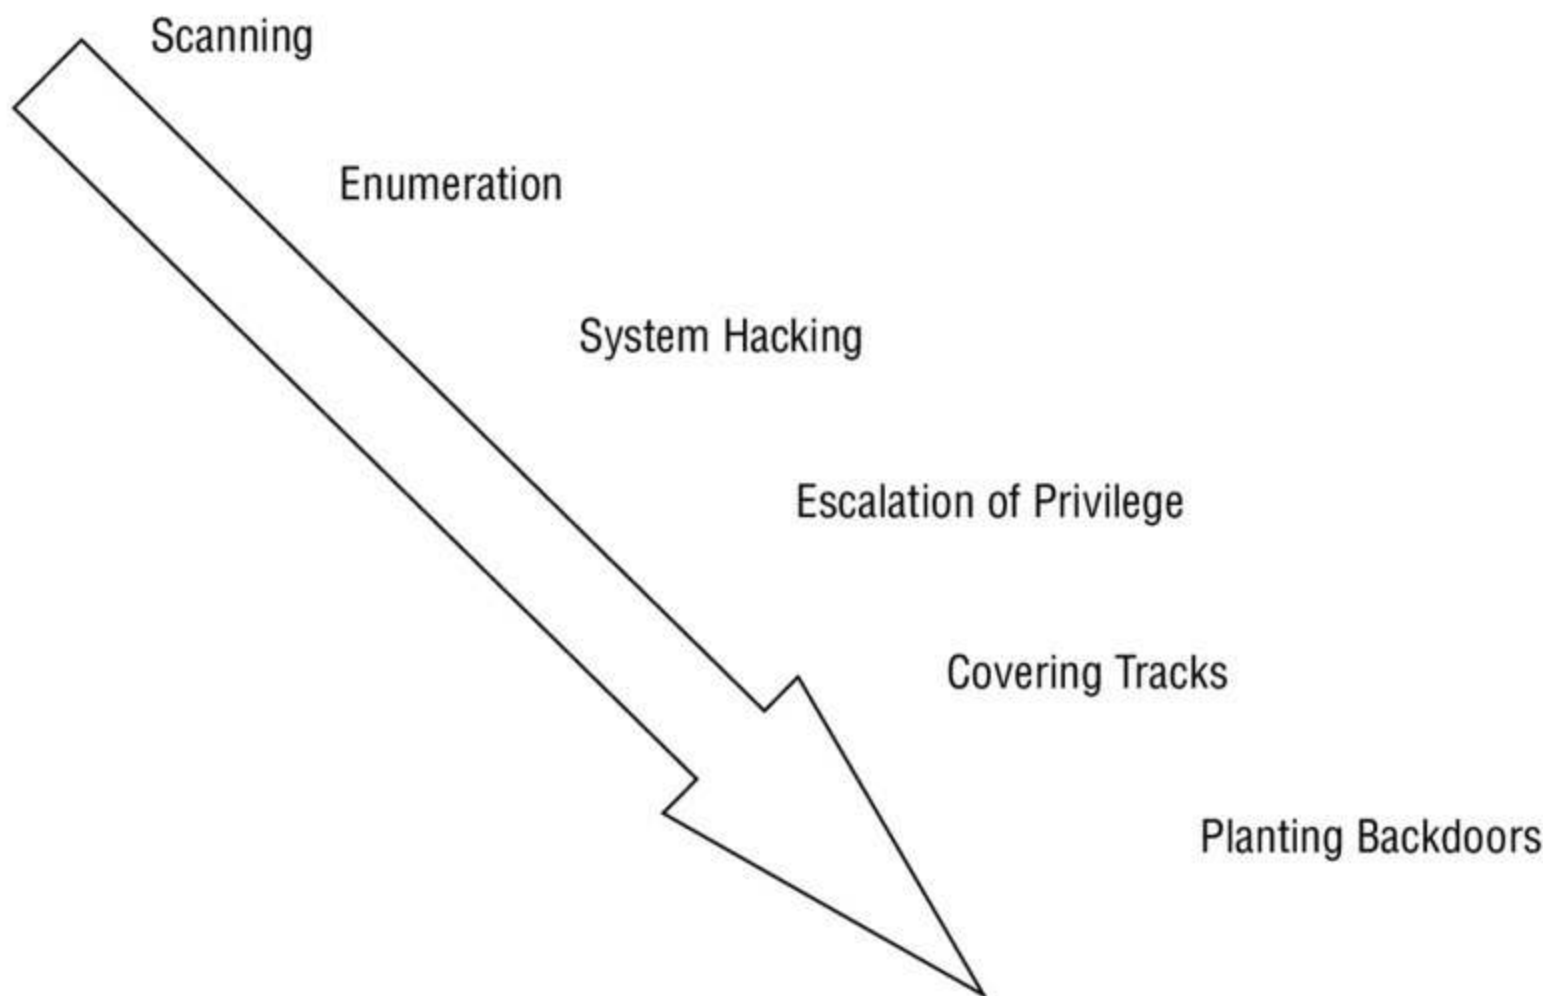 Scanning
Enumeration
System Hacking
Escalation of Privilege
Covering Tracks
Planting Backdoors